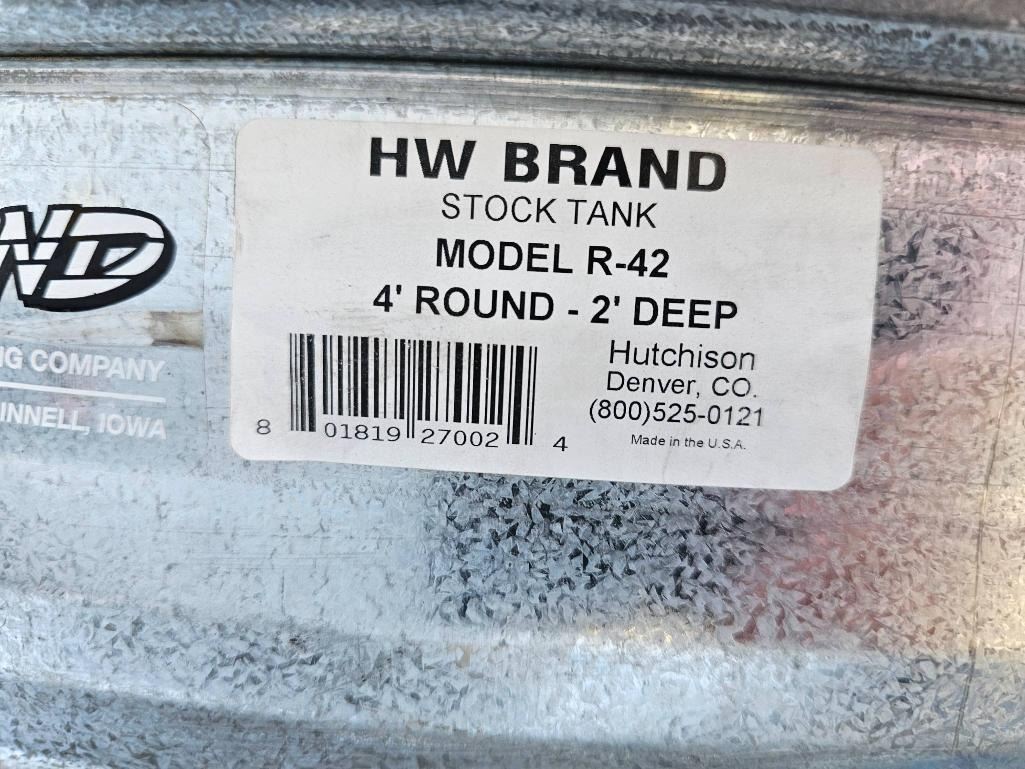 HW BRAND
STOCK TANK
MODEL R-42
4' ROUND - 2' DEEP
Hutchison
Denver, CO.
(800)525-0121
Made in the U.S.A.
8 01819 27002 4
ND
NG COMPANY
INNELL, IOWA